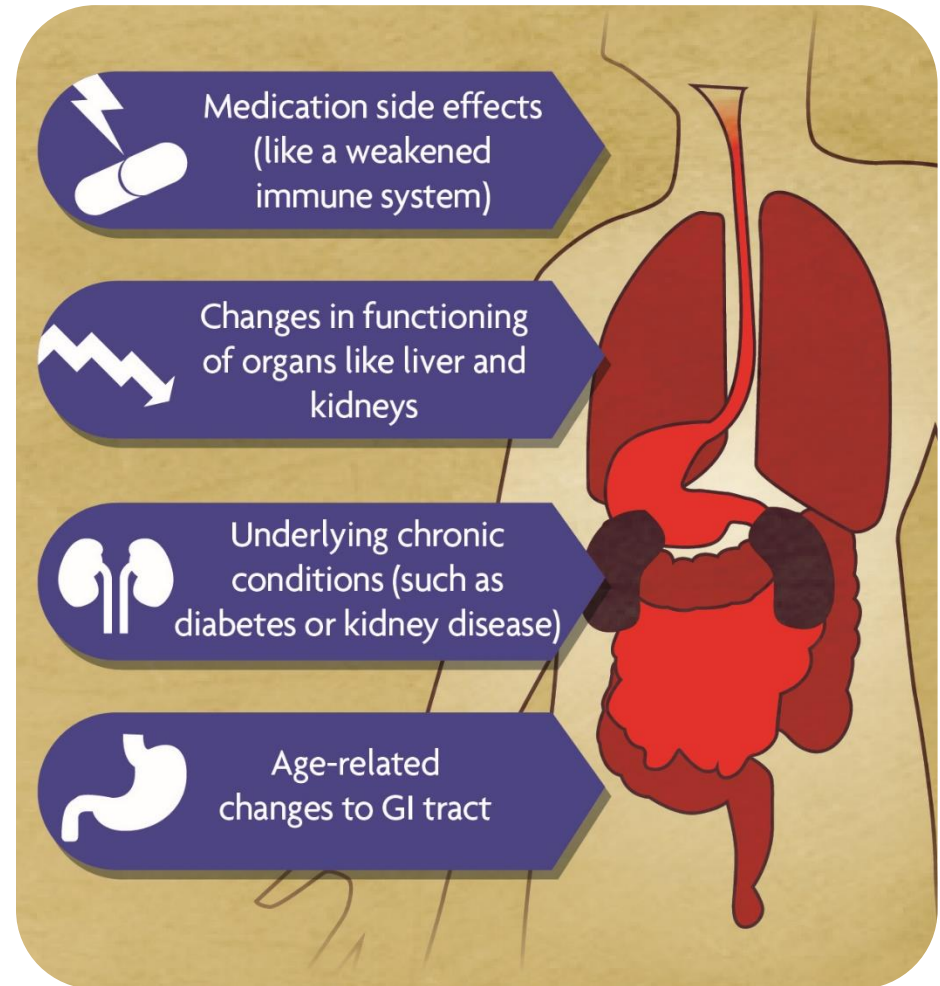 Medication side effects
(like a weakened
immune system)
Changes in functioning
of organs like liver and
kidneys
Underlying chronic
conditions (such as
diabetes or kidney disease)
Age-related
changes to GI tract